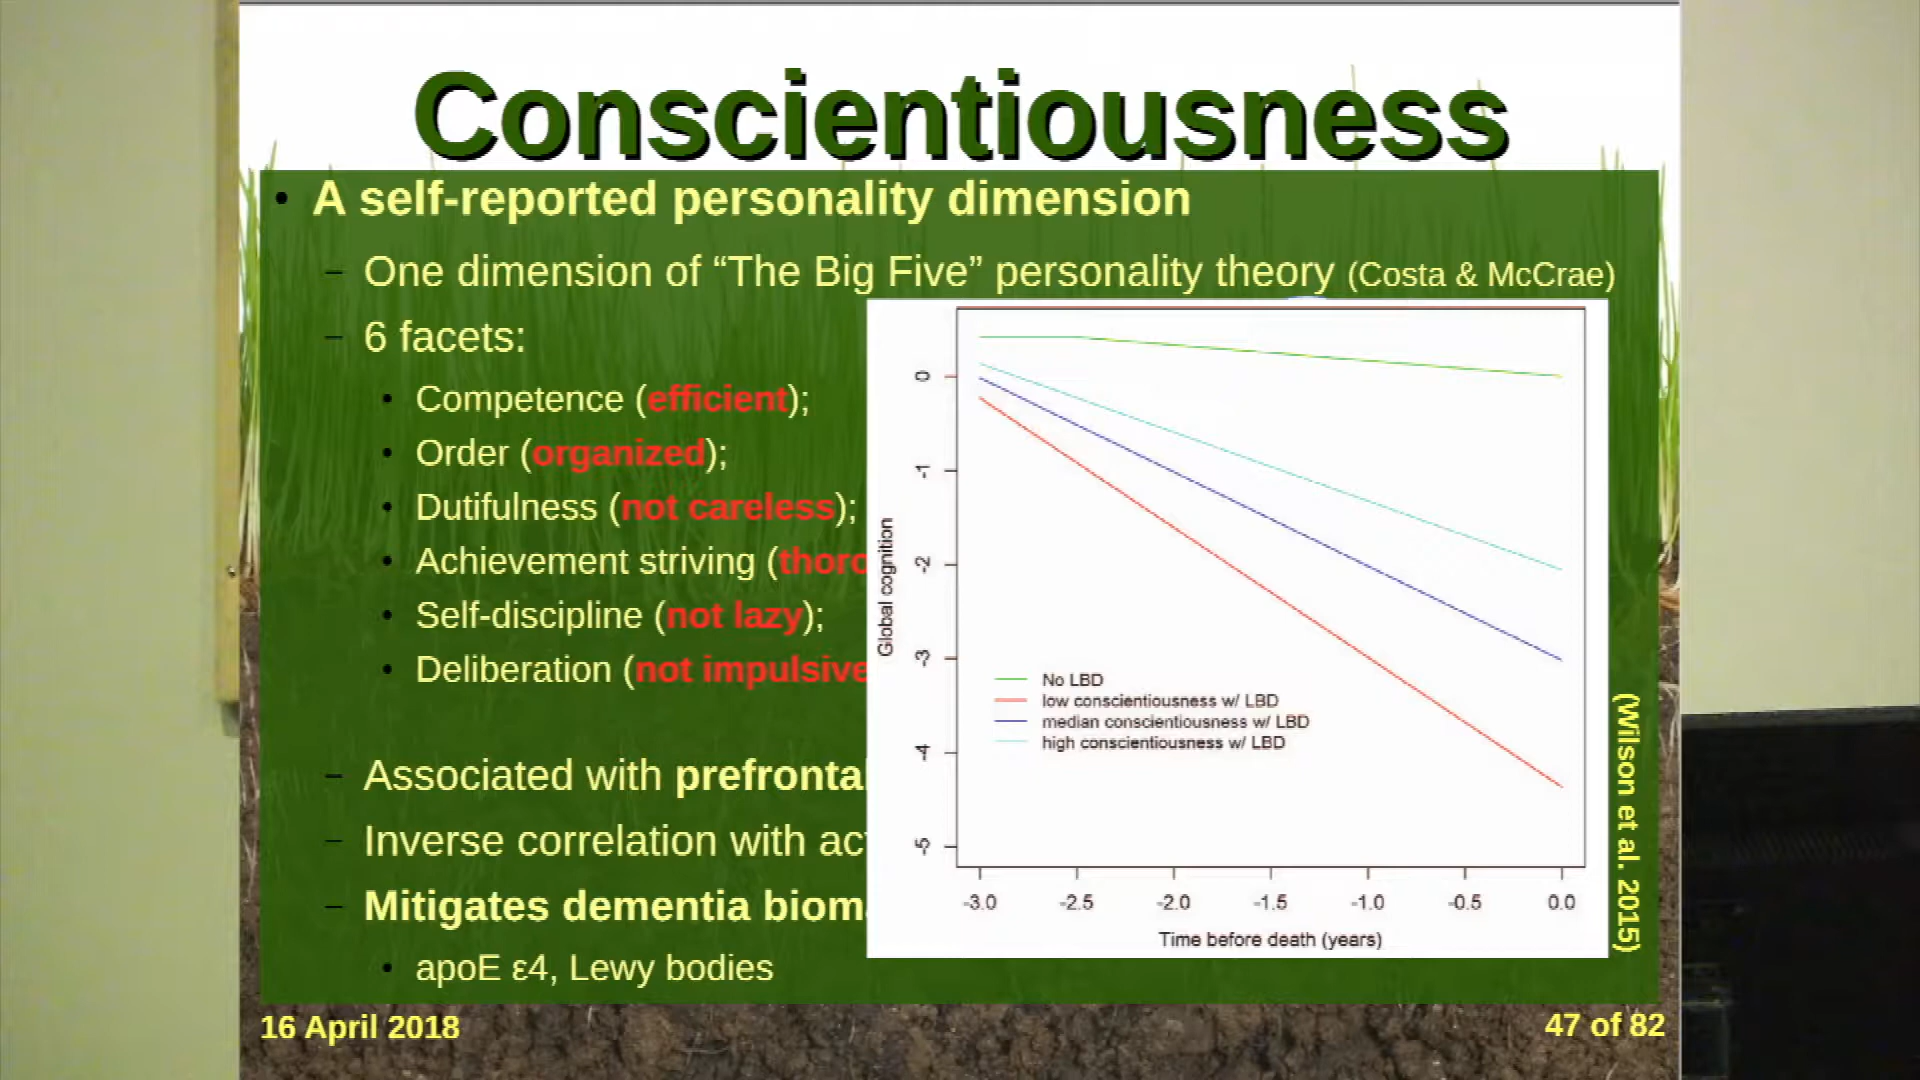 Conscientiousness
• A self-reported personality dimension
– One dimension of “The Big Five” personality theory (Costa & McCrae)
– 6 facets:
• Competence (efficient);
• Order (organized);
• Dutifulness (not careless);
• Achievement striving (thoro
• Self-discipline (not lazy);
• Deliberation (not impulsive
– Associated with prefrontal
– Inverse correlation with ac
– Mitigates dementia biom
• apoE ε4, Lewy bodies
Global cognition
0
-1
-2
-3
-4
-5
No LBD
low conscientiousness w/ LBD
median conscientiousness w/ LBD
high conscientiousness w/ LBD
-3.0 -2.5 -2.0 -1.5 -1.0 -0.5 0.0
Time before death (years)
(Wilson et al. 2015)
16 April 2018
47 of 82